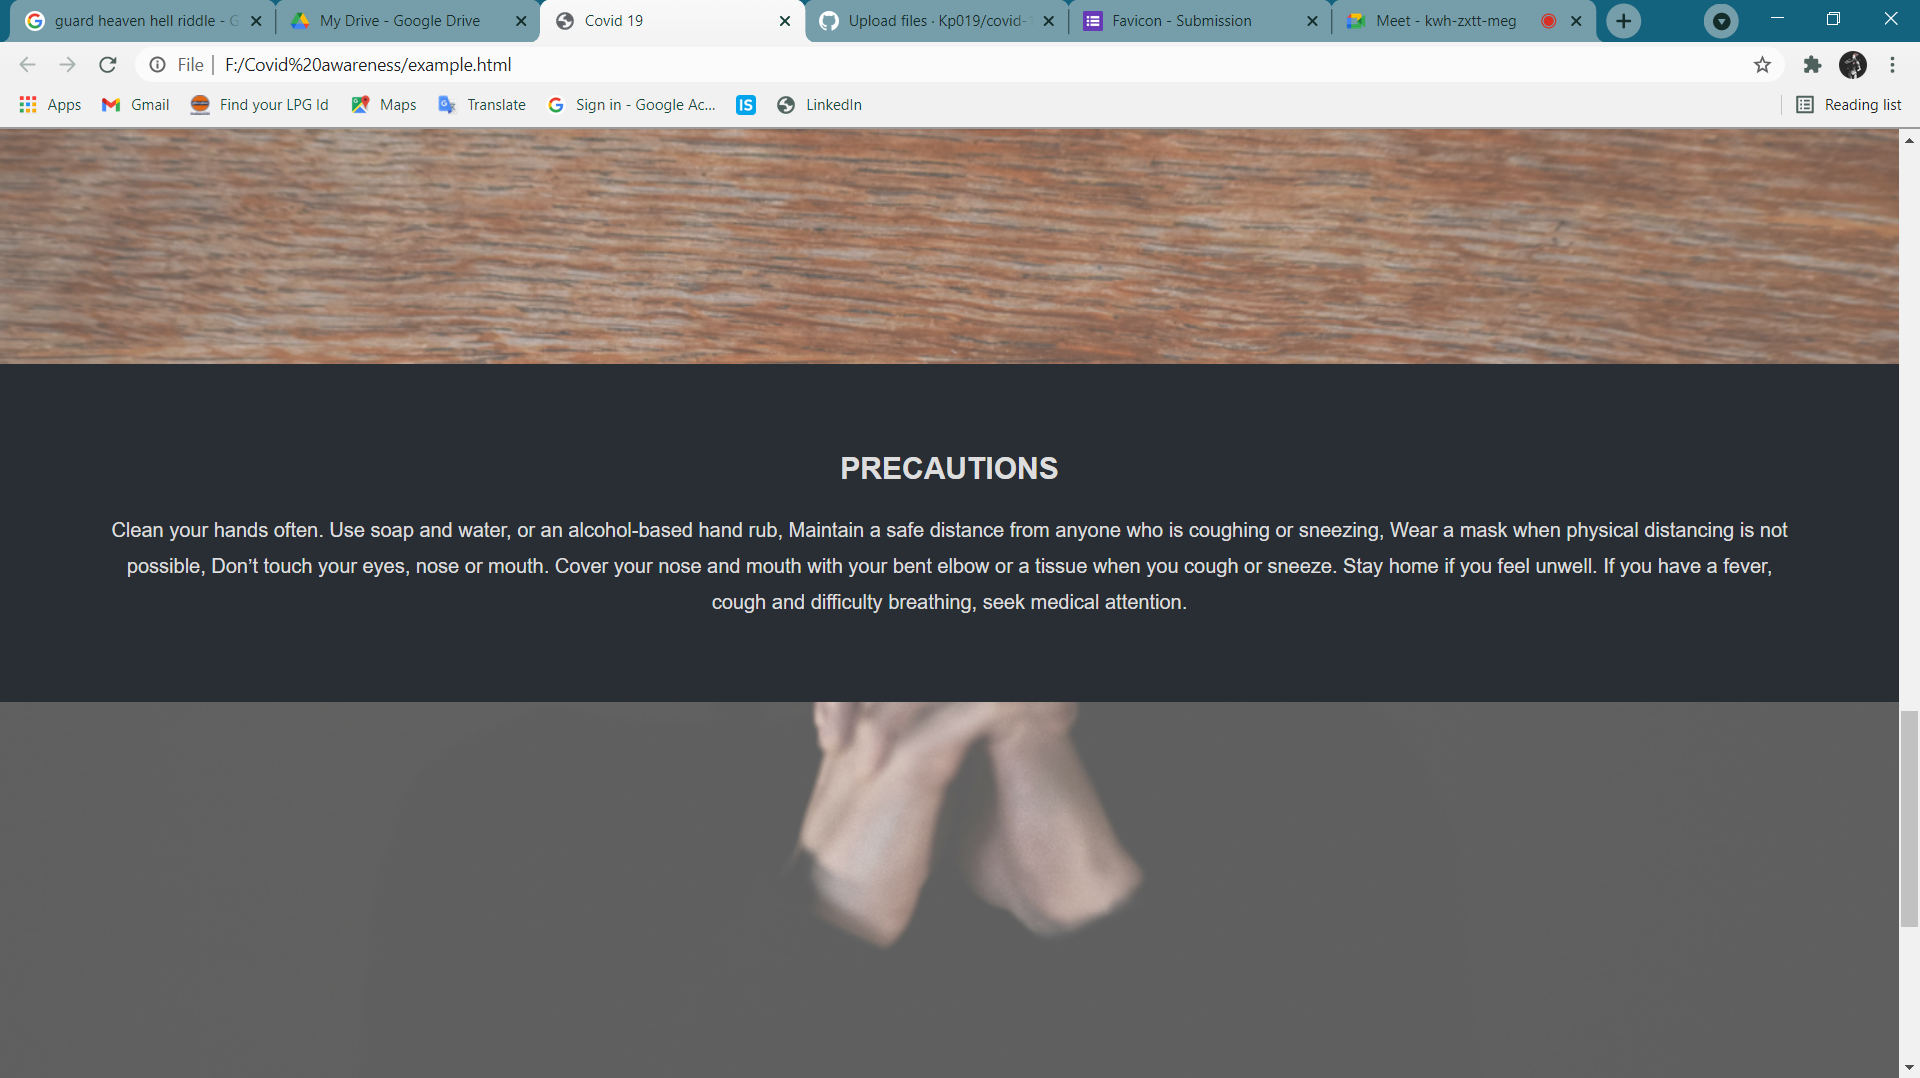 guard heaven hell riddle - G
My Drive - Google Drive
Covid 19
Upload files · Kp019/covid-1
Favicon - Submission
Meet - kwh-zxtt-meg
File | F:/Covid%20awareness/example.html
Apps
Gmail
Find your LPG Id
Maps
Translate
Sign in - Google Ac...
IS
LinkedIn
Reading list
PRECAUTIONS
Clean your hands often. Use soap and water, or an alcohol-based hand rub, Maintain a safe distance from anyone who is coughing or sneezing, Wear a mask when physical distancing is not
possible, Don’t touch your eyes, nose or mouth. Cover your nose and mouth with your bent elbow or a tissue when you cough or sneeze. Stay home if you feel unwell. If you have a fever,
cough and difficulty breathing, seek medical attention.